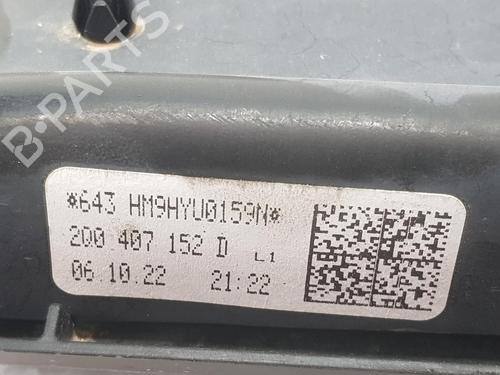 B-PARTS
*643 HM9HYU0159N*
2Q0 407 152 D L1
06.10.22 21:22